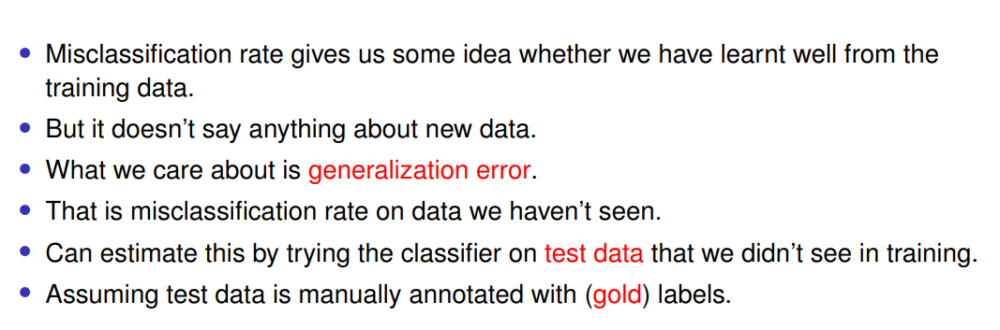 Misclassification rate gives us some idea whether we have learnt well from the
training data.
But it doesn't say anything about new data.
What we care about is generalization error.
That is misclassification rate on data we haven't seen.
Can estimate this by trying the classifier on test data that we didn't see in training.
Assuming test data is manually annotated with (gold) labels.